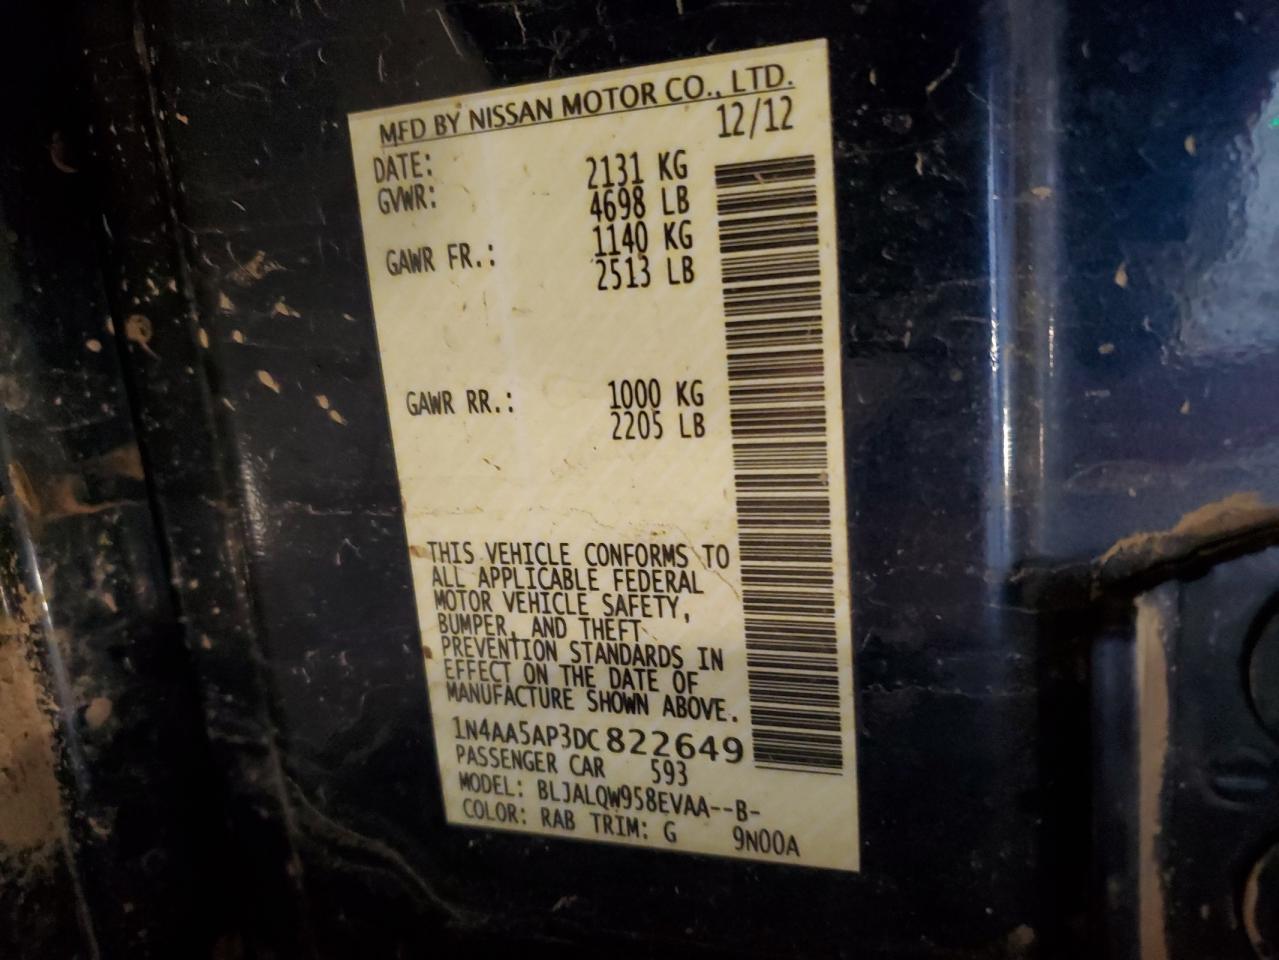 MFD BY NISSAN MOTOR CO., LTD.
DATE: 12/12
GVWR: 2131 KG
4698 LB
GAWR FR.: 1140 KG
2513 LB
GAWR RR.: 1000 KG
2205 LB
THIS VEHICLE CONFORMS TO
ALL APPLICABLE FEDERAL
MOTOR VEHICLE SAFETY,
BUMPER, AND THEFT
PREVENTION STANDARDS IN
EFFECT ON THE DATE OF
MANUFACTURE SHOWN ABOVE.
1N4AA5AP3DC822649
PASSENGER CAR 593
MODEL: BLJALQW958EVAA--B-
COLOR: RAB TRIM: G 9N00A